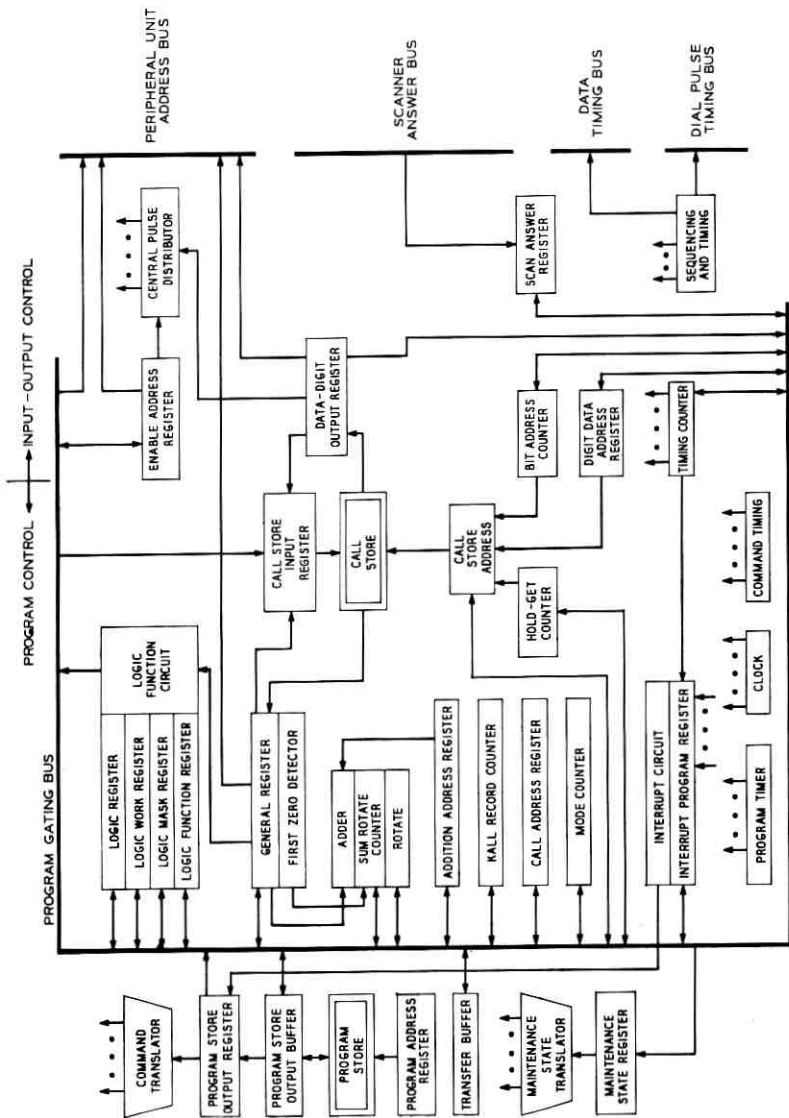 PROGRAM CONTROL
INPUT-OUTPUT CONTROL
PROGRAM GATING BUS
PERIPHERAL UNIT
ADDRESS BUS
SCANNER
ANSWER BUS
DATA
TIMING BUS
DIAL PULSE
TIMING BUS
COMMAND
TRANSLATOR
PROGRAM STORE
OUTPUT REGISTER
PROGRAM STORE
OUTPUT BUFFER
PROGRAM
STORE
PROGRAM ADDRESS
REGISTER
TRANSFER BUFFER
MAINTENANCE
STATE
TRANSLATOR
MAINTENANCE
STATE REGISTER
LOGIC REGISTER
LOGIC WORK REGISTER
LOGIC MASK REGISTER
LOGIC FUNCTION REGISTER
LOGIC
FUNCTION
CIRCUIT
GENERAL REGISTER
FIRST ZERO DETECTOR
ADDER
SUM ROTATE
COUNTER
ROTATE
ADDITION ADDRESS REGISTER
KALL RECORD COUNTER
CALL ADDRESS REGISTER
MODE COUNTER
INTERRUPT CIRCUIT
INTERRUPT PROGRAM REGISTER
PROGRAM TIMER
CLOCK
COMMAND TIMING
ENABLE ADDRESS
REGISTER
CENTRAL PULSE
DISTRIBUTOR
CALL STORE
INPUT
REGISTER
DATA-DIGIT
OUTPUT REGISTER
CALL
STORE
CALL
STORE
ADDRESS
HOLD-GET
COUNTER
BIT ADDRESS
COUNTER
DIGIT DATA
ADDRESS
REGISTER
TIMING COUNTER
SCAN ANSWER
REGISTER
SEQUENCING
AND TIMING